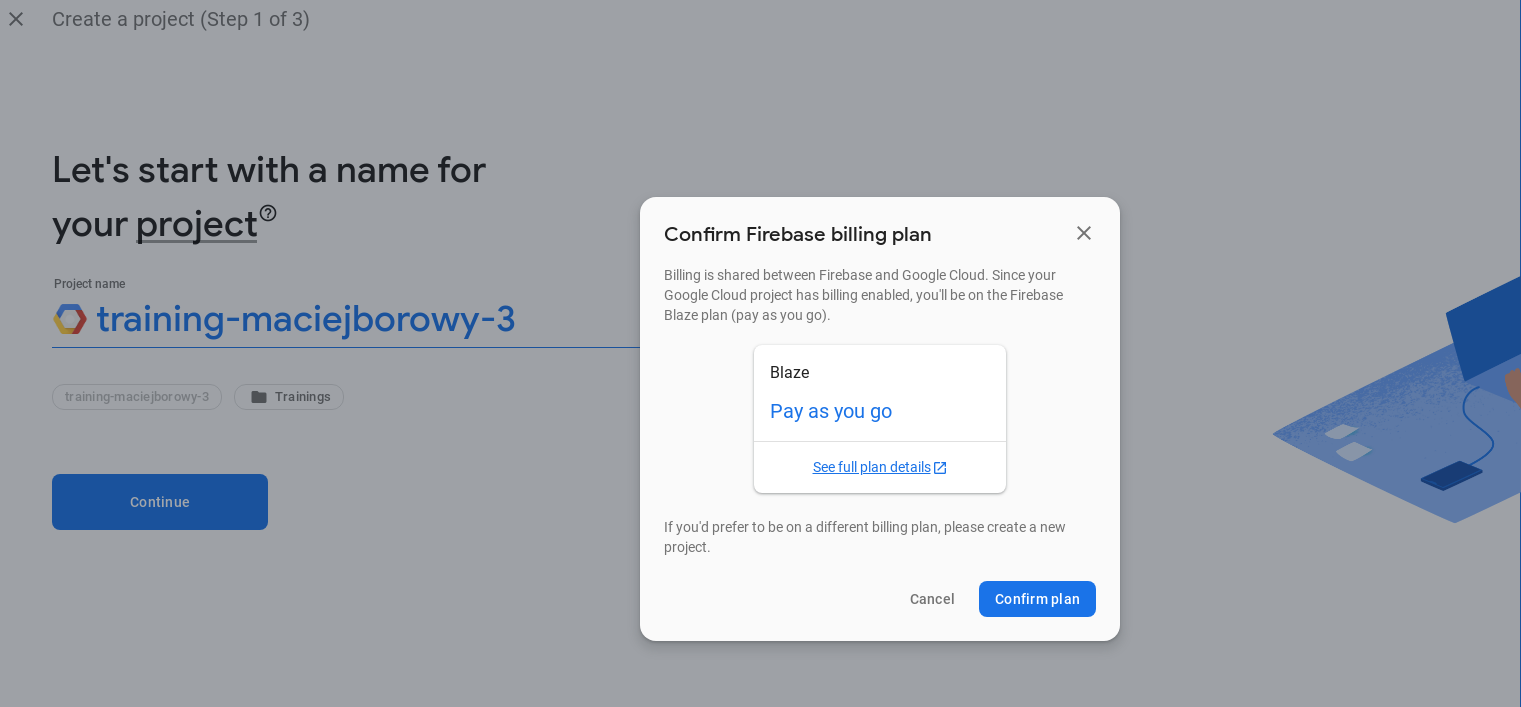 Create a project (Step 1 of 3)
Let's start with a name for
your project
Project name
training-maciejborowy-3
training-maciejborowy-3
Trainings
Continue
Confirm Firebase billing plan
Billing is shared between Firebase and Google Cloud. Since your
Google Cloud project has billing enabled, you'll be on the Firebase
Blaze plan (pay as you go).
Blaze
Pay as you go
See full plan details
If you'd prefer to be on a different billing plan, please create a new
project.
Cancel
Confirm plan